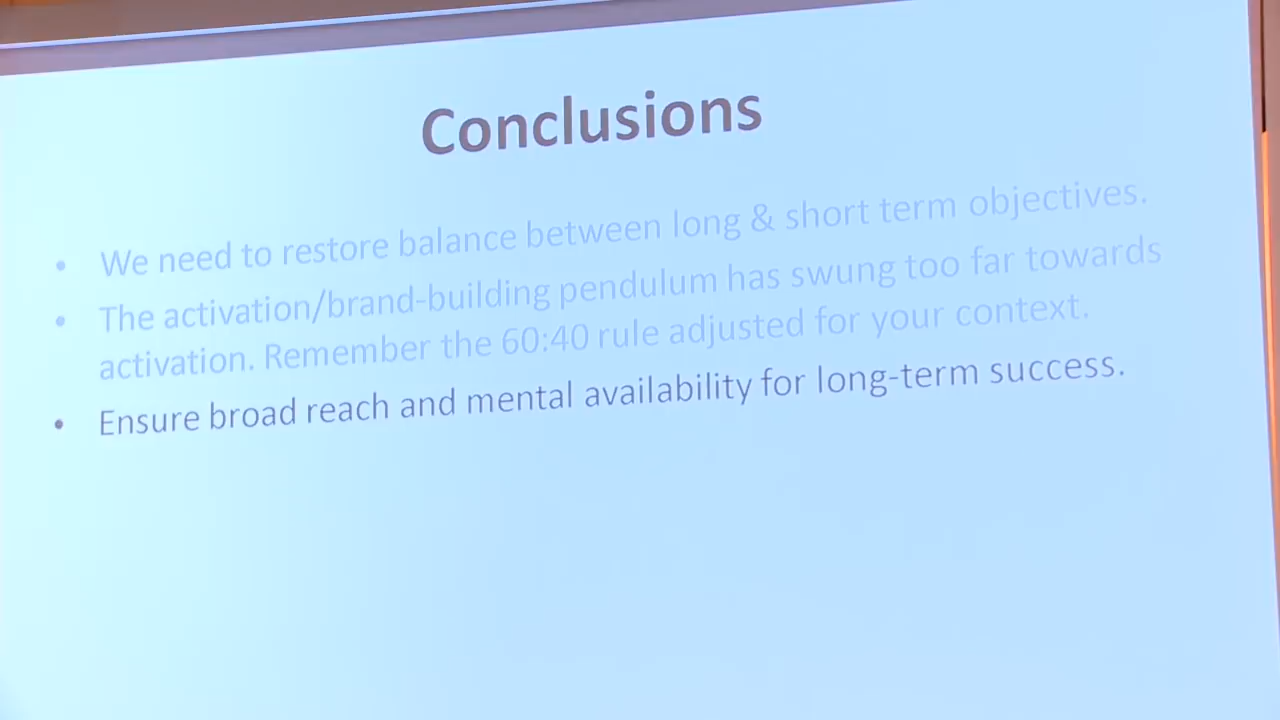 Conclusions
• We need to restore balance between long & short term objectives.
• The activation/brand-building pendulum has swung too far towards
activation. Remember the 60:40 rule adjusted for your context.
• Ensure broad reach and mental availability for long-term success.